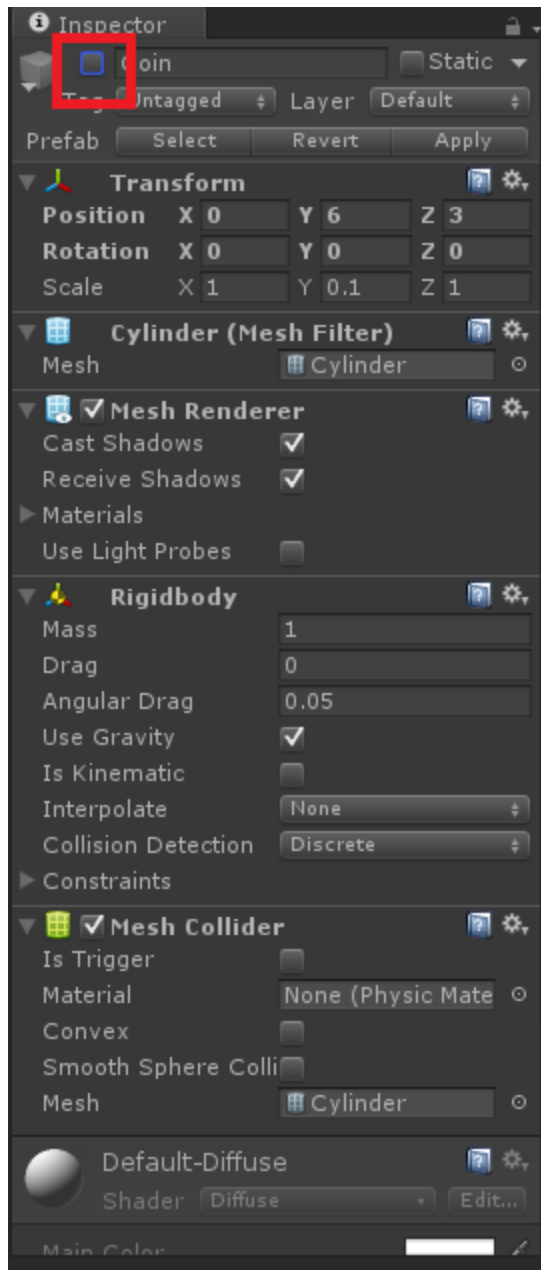 Inspector
oin Static
Untagged Layer Default
Prefab Select Revert Apply
Transform
Position X 0 Y 6 Z 3
Rotation X 0 Y 0 Z 0
Scale X 1 Y 0.1 Z 1
Cylinder (Mesh Filter)
Mesh Cylinder
Mesh Renderer
Cast Shadows
Receive Shadows
Materials
Use Light Probes
Rigidbody
Mass 1
Drag 0
Angular Drag 0.05
Use Gravity
Is Kinematic
Interpolate None
Collision Detection Discrete
Constraints
Mesh Collider
Is Trigger
Material None (Physic Mate
Convex
Smooth Sphere Colli
Mesh Cylinder
Default-Diffuse
Shader Diffuse Edit...
Main Color